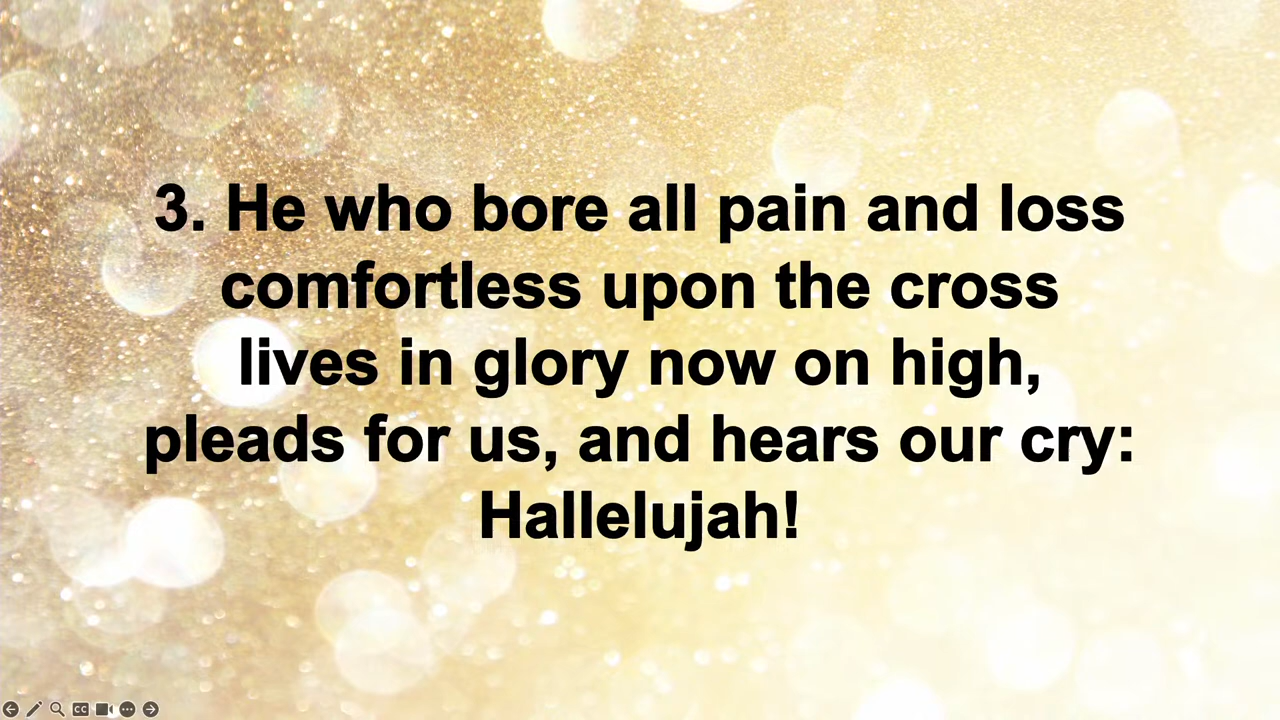 3. He who bore all pain and loss
comfortless upon the cross
lives in glory now on high,
pleads for us, and hears our cry:
Hallelujah!
CC